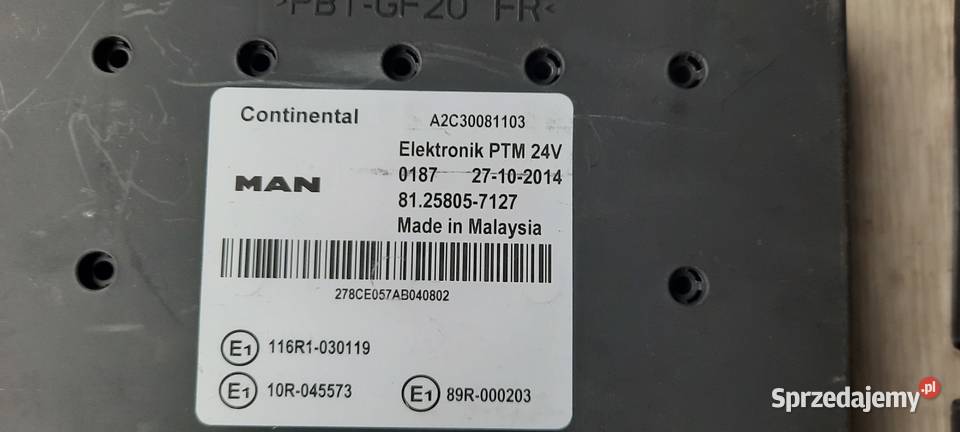 >PBT-GF20 FR<
Continental A2C30081103
Elektronik PTM 24V
0187 27-10-2014
MAN
81.25805-7127
Made in Malaysia
278CE057AB040802
E1 116R1-030119
E1 10R-045573 E1 89R-000203
Sprzedajemy.pl